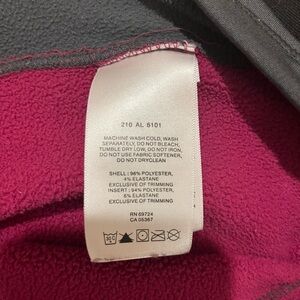 210 AL 6101
MACHINE WASH COLD, WASH
SEPARATELY, DO NOT BLEACH,
TUMBLE DRY LOW, DO NOT IRON,
DO NOT USE FABRIC SOFTENER,
DO NOT DRYCLEAN
SHELL : 96% POLYESTER,
4% ELASTANE
EXCLUSIVE OF TRIMMING
INSERT : 94% POLYESTER,
6% ELASTANE
EXCLUSIVE OF TRIMMING
RN 69724
CA 05367